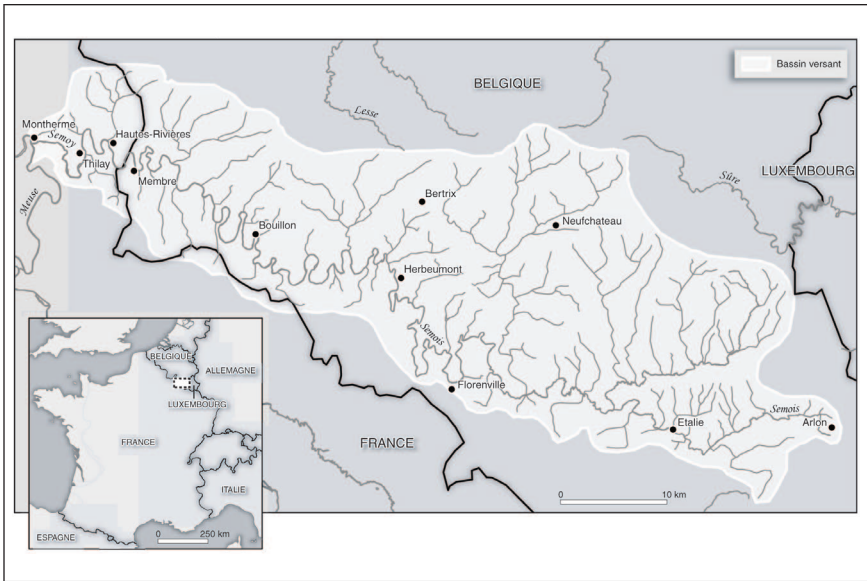 BELGIQUE
Bassin versant
Lesse
Montherme
Semoy
Hautes-Rivières
Thilay
Membre
Sûre
LUXEMBOURG
Meuse
Bertrix
Bouillon
Neufchateau
Herbeumont
Semois
Florenville
Semois
Etalle
Arlon
FRANCE
0 10 km
BELGIQUE
ALLEMAGNE
LUXEMBOURG
FRANCE
ITALIE
ESPAGNE
0 250 km